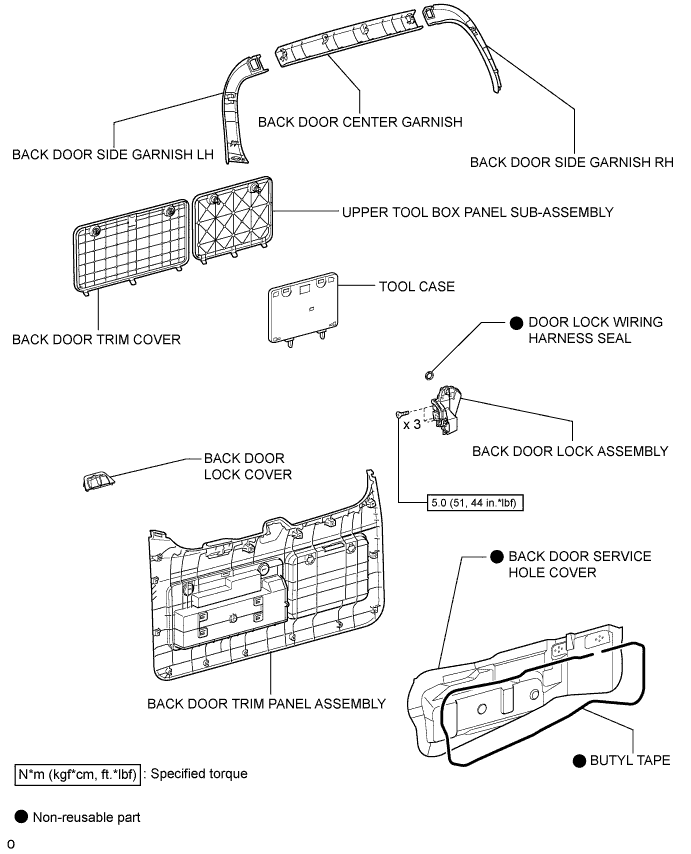 BACK DOOR CENTER GARNISH
BACK DOOR SIDE GARNISH LH
BACK DOOR SIDE GARNISH RH
UPPER TOOL BOX PANEL SUB-ASSEMBLY
TOOL CASE
BACK DOOR TRIM COVER
● DOOR LOCK WIRING
HARNESS SEAL
x 3
BACK DOOR LOCK ASSEMBLY
BACK DOOR
LOCK COVER
5.0 (51, 44 in.*lbf)
● BACK DOOR SERVICE
HOLE COVER
BACK DOOR TRIM PANEL ASSEMBLY
● BUTYL TAPE
N*m (kgf*cm, ft.*lbf) : Specified torque
● Non-reusable part
O